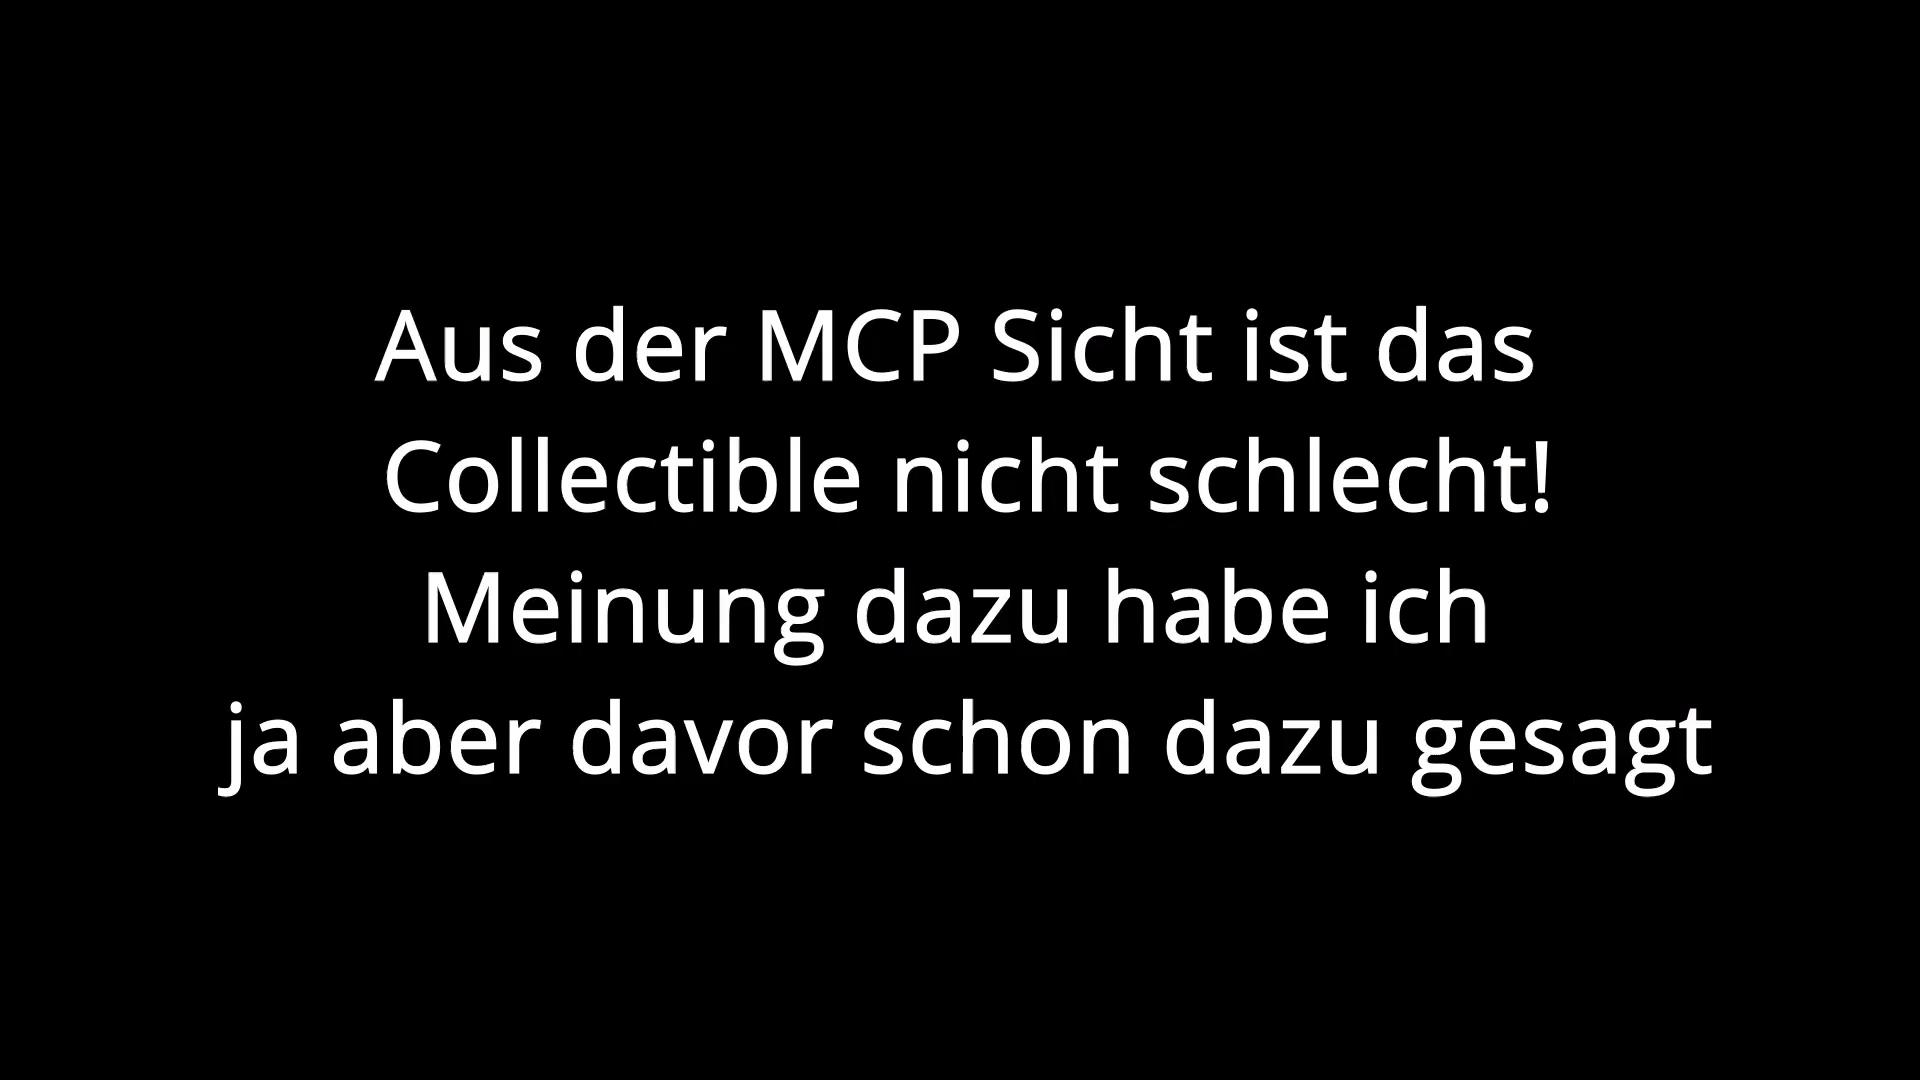 Aus der MCP Sicht ist das
Collectible nicht schlecht!
Meinung dazu habe ich
ja aber davor schon dazu gesagt